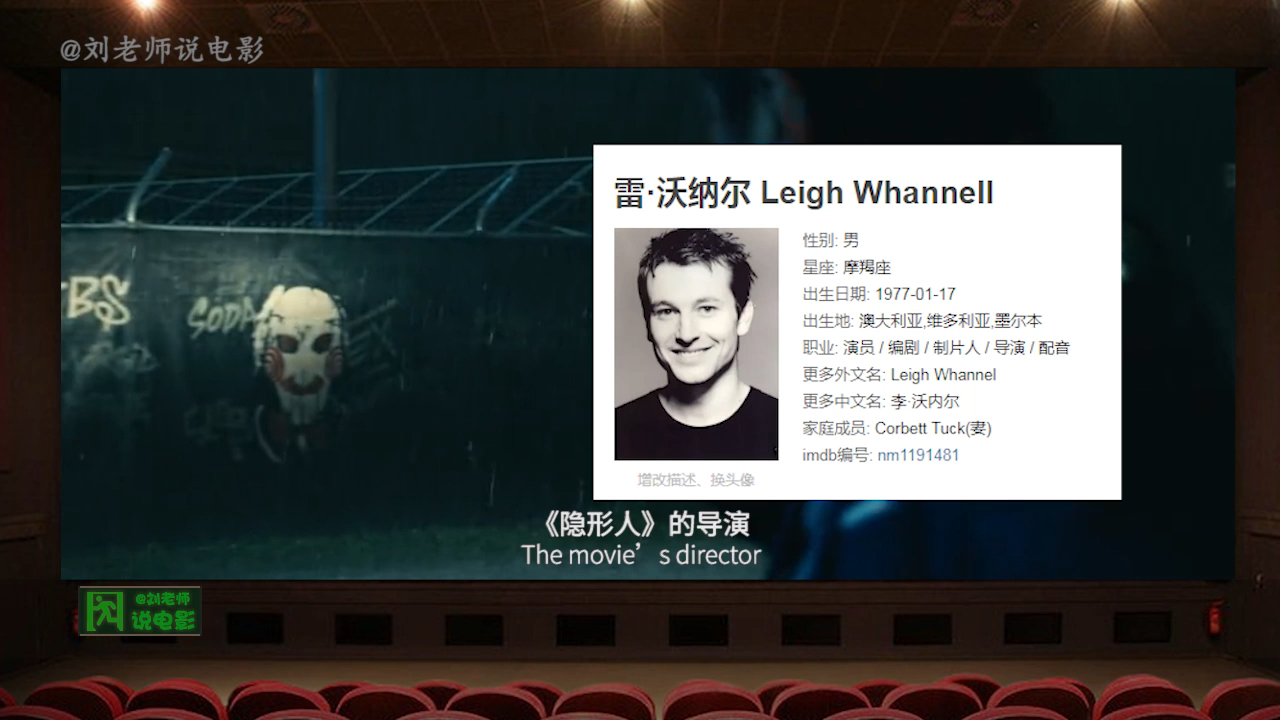 @刘老师说电影
TBS
SODA
雷·沃纳尔 Leigh Whannell
性别: 男
星座: 摩羯座
出生日期: 1977-01-17
出生地: 澳大利亚,维多利亚,墨尔本
职业: 演员 / 编剧 / 制片人 / 导演 / 配音
更多外文名: Leigh Whannel
更多中文名: 李·沃内尔
家庭成员: Corbett Tuck(妻)
imdb编号: nm1191481
增改描述、换头像
《隐形人》的导演
The movie’s director
@刘老师
说电影